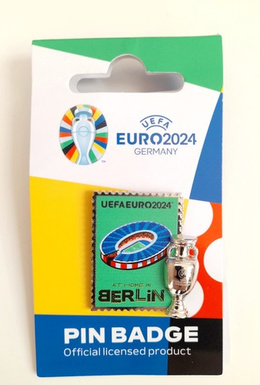 UEFA
EURO2024
GERMANY
UEFAEURO2024
AT HOME IN
BERLIN
PIN BADGE
Official licensed product